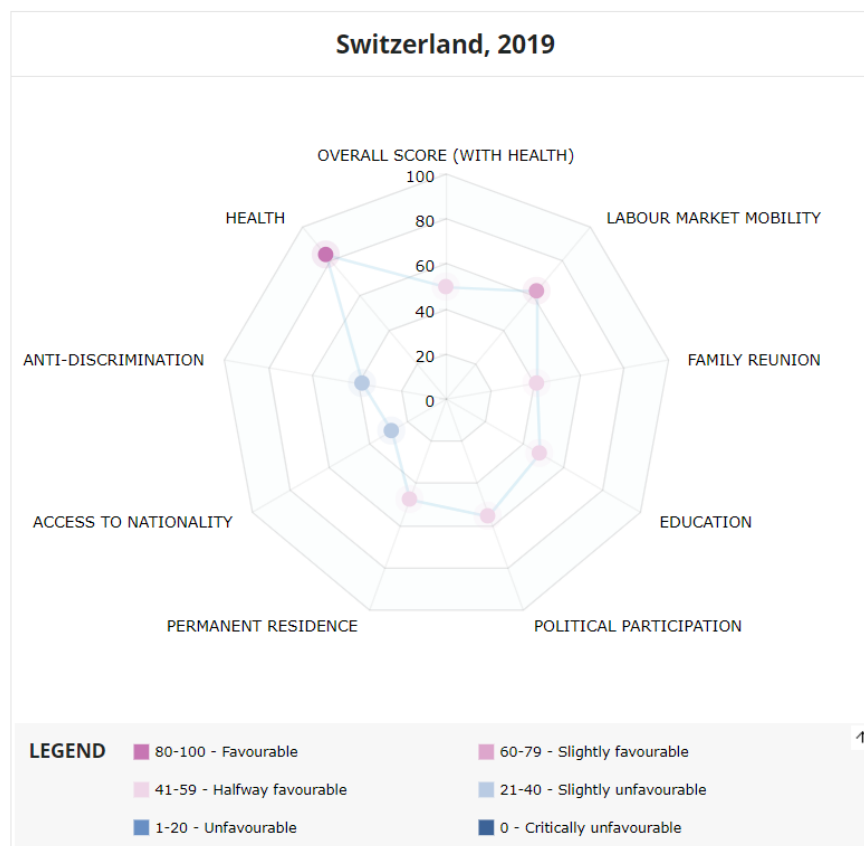 Switzerland, 2019
OVERALL SCORE (WITH HEALTH)
100
HEALTH
LABOUR MARKET MOBILITY
80
60
40
ANTI-DISCRIMINATION
FAMILY REUNION
20
0
ACCESS TO NATIONALITY
EDUCATION
PERMANENT RESIDENCE
POLITICAL PARTICIPATION
LEGEND
80-100 - Favourable
60-79 - Slightly favourable
41-59 - Halfway favourable
21-40 - Slightly unfavourable
1-20 - Unfavourable
0 - Critically unfavourable